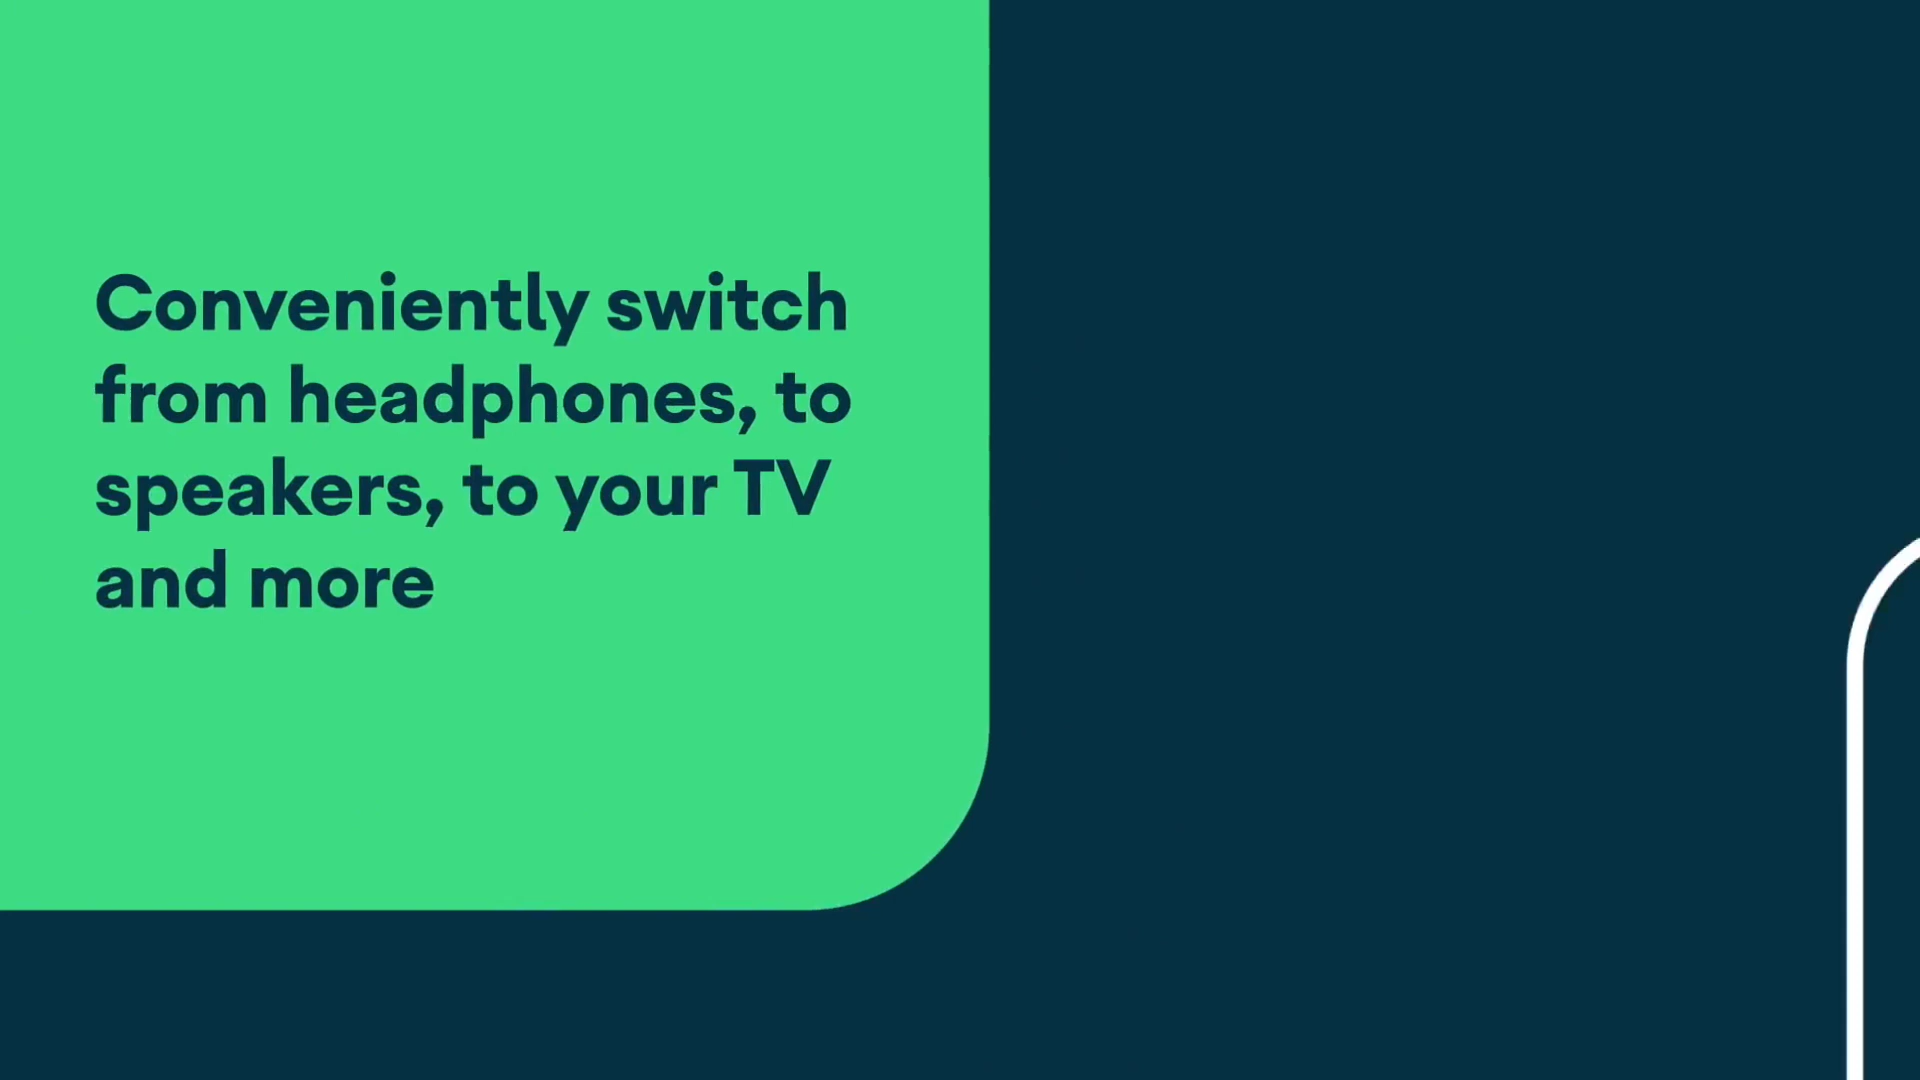 Conveniently switch
from headphones, to
speakers, to your TV
and more